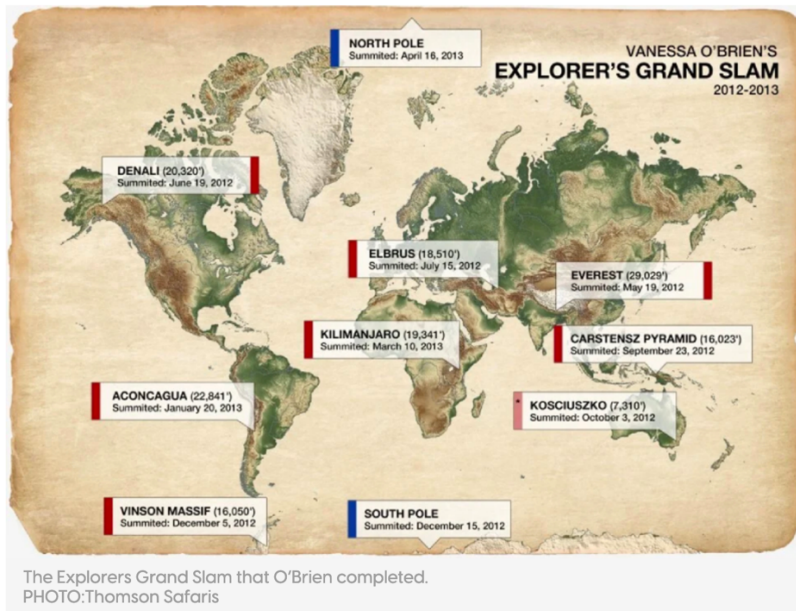 VANESSA O'BRIEN'S
EXPLORER'S GRAND SLAM
2012-2013
NORTH POLE
Summited: April 16, 2013
DENALI (20,320')
Summited: June 19, 2012
ELBRUS (18,510')
Summited: July 15, 2012
EVEREST (29,029')
Summited: May 19, 2012
KILIMANJARO (19,341')
Summited: March 10, 2013
CARSTENSZ PYRAMID (16,023')
Summited: September 23, 2012
ACONCAGUA (22,841')
Summited: January 20, 2013
* KOSCIUSZKO (7,310')
Summited: October 3, 2012
VINSON MASSIF (16,050')
Summited: December 5, 2012
SOUTH POLE
Summited: December 15, 2012
The Explorers Grand Slam that O'Brien completed.
PHOTO:Thomson Safaris